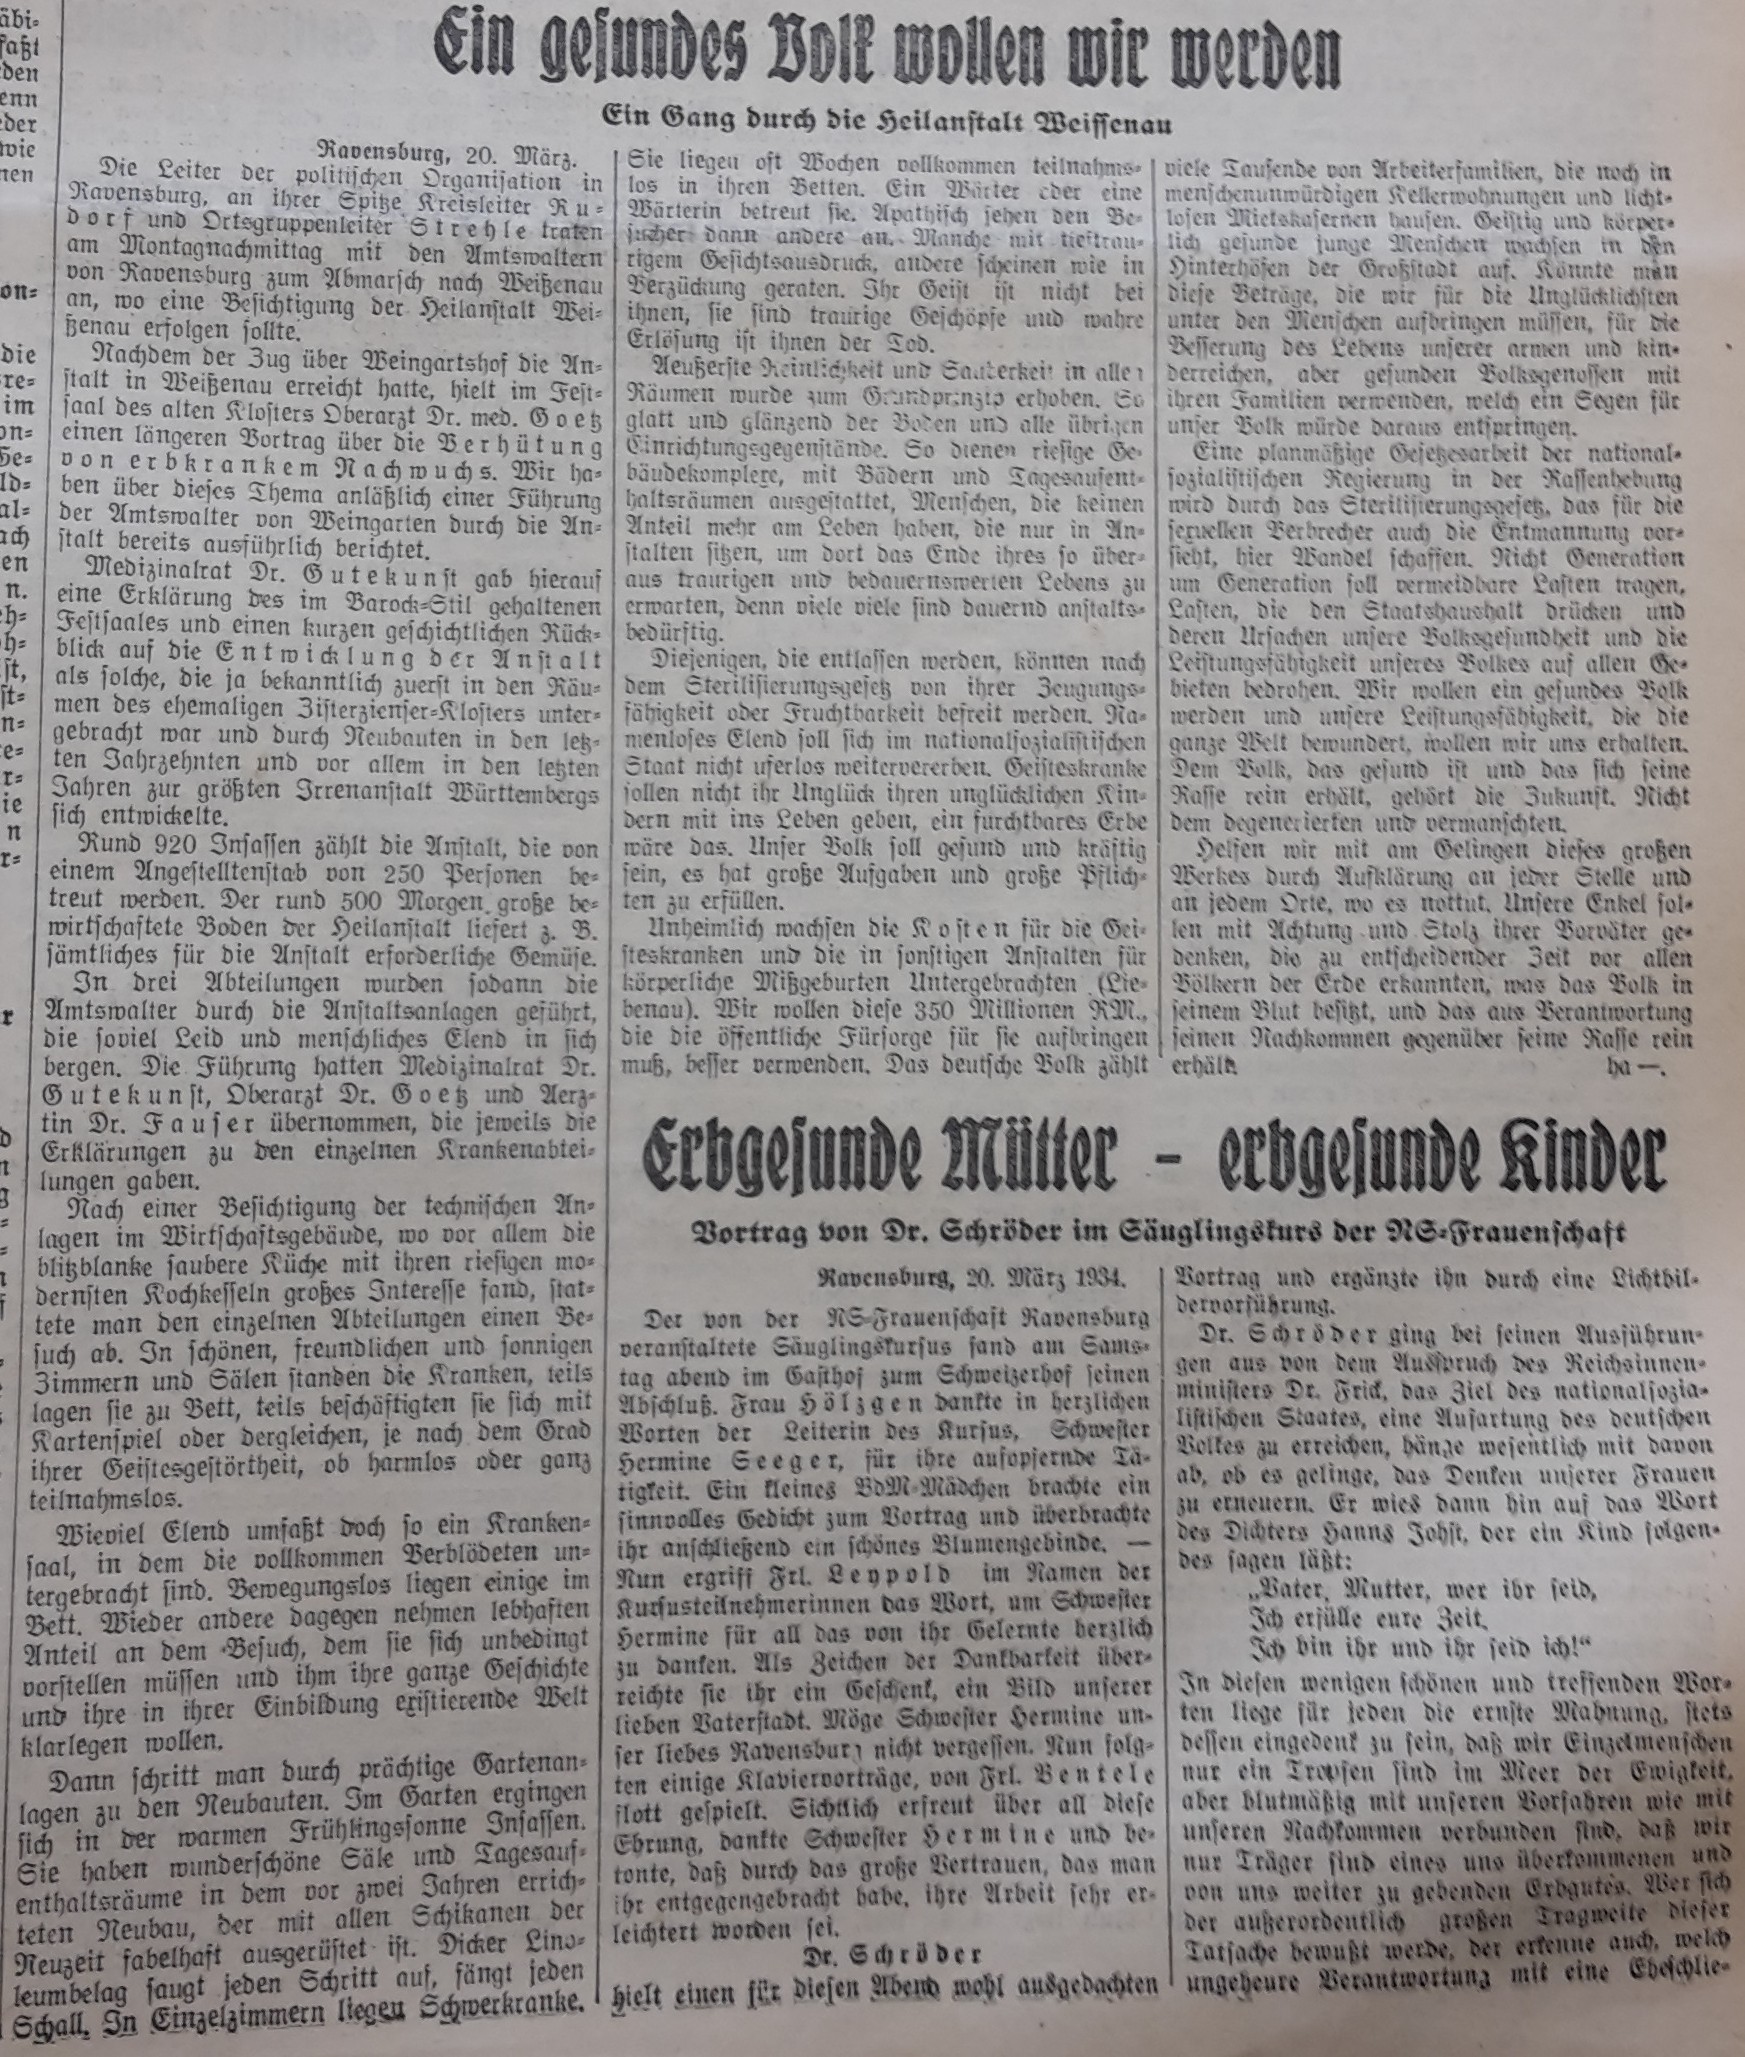 Ein gesundes Volk wollen wir werden
Ein Gang durch die Heilanstalt Weissenau
Ravensburg, 20. März.
Die Leiter der politischen Organisation in
Ravensburg, an ihrer Spitze Kreisleiter Ru-
dorf und Ortsgruppenleiter Strehle traten
am Montagnachmittag mit den Amtswaltern
von Ravensburg zum Abmarsch nach Weißenau
an, wo eine Besichtigung der Heilanstalt Wei-
ßenau erfolgen sollte.
Nachdem der Zug über Weingartshof die An-
stalt in Weißenau erreicht hatte, hielt im Fest-
saal des alten Klosters Oberarzt Dr. med. Goetz
einen längeren Vortrag über die Verhütung
von erbkrankem Nachwuchs. Wir ha-
ben über dieses Thema anläßlich einer Führung
der Amtswalter von Weingarten durch die An-
stalt bereits ausführlich berichtet.
Medizinalrat Dr. Gutekunst gab hierauf
eine Erklärung des im Barock-Stil gehaltenen
Festsaales und einen kurzen geschichtlichen Rück-
blick auf die Entwicklung der Anstalt
als solche, die ja bekanntlich zuerst in den Räu-
men des ehemaligen Zisterzienser-Klosters unter-
gebracht war und durch Neubauten in den letz-
ten Jahrzehnten und vor allem in den letzten
Jahren zur größten Irrenanstalt Württembergs
sich entwickelte.
Rund 920 Insassen zählt die Anstalt, die von
einem Angestelltenstab von 250 Personen be-
treut werden. Der rund 500 Morgen große be-
wirtschaftete Boden der Heilanstalt liefert z. B.
sämtliches für die Anstalt erforderliche Gemüse.
In drei Abteilungen wurden sodann die
Amtswalter durch die Anstaltsanlagen geführt,
die soviel Leid und menschliches Elend in sich
bergen. Die Führung hatten Medizinalrat Dr.
Gutekunst, Oberarzt Dr. Goetz und Aerz-
tin Dr. Fauser übernommen, die jeweils die
Erklärungen zu den einzelnen Krankenabtei-
lungen gaben.
Nach einer Besichtigung der technischen An-
lagen im Wirtschaftsgebäude, wo vor allem die
blitzblanke saubere Küche mit ihren riesigen mo-
dernsten Kochkesseln großes Interesse fand, stat-
tete man den einzelnen Abteilungen einen Be-
such ab. In schönen, freundlichen und sonnigen
Zimmern und Sälen standen die Kranken, teils
lagen sie zu Bett, teils beschäftigten sie sich mit
Kartenspiel oder dergleichen, je nach dem Grad
ihrer Geistesgestörtheit, ob harmlos oder ganz
teilnahmslos.
Wieviel Elend umfaßt doch so ein Kranken-
saal, in dem die vollkommen Verblödeten un-
tergebracht sind. Bewegungslos liegen einige im
Bett. Wieder andere dagegen nehmen lebhaften
Anteil an dem Besuch, dem sie sich unbedingt
vorstellen müssen und ihm ihre ganze Geschichte
und ihre in ihrer Einbildung existierende Welt
klarlegen wollen.
Dann schritt man durch prächtige Gartenan-
lagen zu den Neubauten. Im Garten ergingen
sich in der warmen Frühlingssonne Insassen.
Sie haben wunderschöne Säle und Tagesauf-
enthaltsräume in dem vor zwei Jahren errich-
teten Neubau, der mit allen Schikanen der
Neuzeit fabelhaft ausgerüstet ist. Dicker Lino-
leumbelag saugt jeden Schritt auf, fängt jeden
Schall. In Einzelzimmern liegen Schwerkranke.
Sie liegen oft Wochen vollkommen teilnahms-
los in ihren Betten. Ein Wärter oder eine
Wärterin betreut sie. Apathisch sehen den Be-
sucher dann andere an. Manche mit tieftrau-
rigem Gesichtsausdruck, andere scheinen wie in
Verzückung geraten. Ihr Geist ist nicht bei
ihnen, sie sind traurige Geschöpfe und wahre
Erlösung ist ihnen der Tod.
Aeußerste Reinlichkeit und Sauberkeit in allen
Räumen wurde zum Grundprinzip erhoben. So
glatt und glänzend der Boden und alle übrigen
Einrichtungsgegenstände. So dienen riesige Ge-
bäudekomplexe, mit Bädern und Tagesaufent-
haltsräumen ausgestattet, Menschen, die keinen
Anteil mehr am Leben haben, die nur in An-
stalten sitzen, um dort das Ende ihres so über-
aus traurigen und bedauernswerten Lebens zu
erwarten, denn viele viele sind dauernd anstalts-
bedürftig.
Diejenigen, die entlassen werden, können nach
dem Sterilisierungsgesetz von ihrer Zeugungs-
fähigkeit oder Fruchtbarkeit befreit werden. Na-
menloses Elend soll sich im nationalsozialistischen
Staat nicht uferlos weitervererben. Geisteskranke
sollen nicht ihr Unglück ihren unglücklichen Kin-
dern mit ins Leben geben, ein furchtbares Erbe
wäre das. Unser Volk soll gesund und kräftig
sein, es hat große Aufgaben und große Pflich-
ten zu erfüllen.
Unheimlich wachsen die Kosten für die Gei-
steskranken und die in sonstigen Anstalten für
körperliche Mißgeburten Untergebrachten (Lie-
benau). Wir wollen diese 350 Millionen RM.,
die die öffentliche Fürsorge für sie aufbringen
muß, besser verwenden. Das deutsche Volk zählt
viele Tausende von Arbeiterfamilien, die noch in
menschenunwürdigen Kellerwohnungen und licht-
losen Mietskasernen hausen. Geistig und körper-
lich gesunde junge Menschen wachsen in den
Hinterhöfen der Großstadt auf. Könnte man
diese Beträge, die wir für die Unglücklichsten
unter den Menschen aufbringen müssen, für die
Besserung des Lebens unserer armen und kin-
derreichen, aber gesunden Volksgenossen mit
ihren Familien verwenden, welch ein Segen für
unser Volk würde daraus entspringen.
Eine planmäßige Gesetzesarbeit der national-
sozialistischen Regierung in der Rassenhebung
wird durch das Sterilisierungsgesetz, das für die
sexuellen Verbrecher auch die Entmannung vor-
sieht, hier Wandel schaffen. Nicht Generation
um Generation soll vermeidbare Lasten tragen,
Lasten, die den Staatshaushalt drücken und
deren Ursachen unsere Volksgesundheit und die
Leistungsfähigkeit unseres Volkes auf allen Ge-
bieten bedrohen. Wir wollen ein gesundes Volk
werden und unsere Leistungsfähigkeit, die die
ganze Welt bewundert, wollen wir uns erhalten.
Dem Volk, das gesund ist und das sich seine
Rasse rein erhält, gehört die Zukunft. Nicht
dem degenerierten und vermanschten.
Helfen wir mit am Gelingen dieses großen
Werkes durch Aufklärung an jeder Stelle und
an jedem Orte, wo es nottut. Unsere Enkel sol-
len mit Achtung und Stolz ihrer Vorväter ge-
denken, die zu entscheidender Zeit vor allen
Völkern der Erde erkannten, was das Volk in
seinem Blut besitzt, und das aus Verantwortung
seinen Nachkommen gegenüber seine Rasse rein
erhält. ha —.
Erbgesunde Mütter - erbgesunde Kinder
Vortrag von Dr. Schröder im Säuglingskurs der NS-Frauenschaft
Ravensburg, 20. März 1934.
Der von der NS-Frauenschaft Ravensburg
veranstaltete Säuglingskursus fand am Sams-
tag abend im Gasthof zum Schweizerhof seinen
Abschluß. Frau Hölzgen dankte in herzlichen
Worten der Leiterin des Kursus, Schwester
Hermine Seeger, für ihre aufopfernde Tä-
tigkeit. Ein kleines BdM-Mädchen brachte ein
sinnvolles Gedicht zum Vortrag und überbrachte
ihr anschließend ein schönes Blumengebinde. —
Nun ergriff Frl. Leypold im Namen der
Kursusteilnehmerinnen das Wort, um Schwester
Hermine für all das von ihr Gelernte herzlich
zu danken. Als Zeichen der Dankbarkeit über-
reichte sie ihr ein Geschenk, ein Bild unserer
lieben Vaterstadt. Möge Schwester Hermine un-
ser liebes Ravensburg nicht vergessen. Nun folg-
ten einige Klaviervorträge, von Frl. Bentele
flott gespielt. Sichtlich erfreut über all diese
Ehrung, dankte Schwester Hermine und be-
tonte, daß durch das große Vertrauen, das man
ihr entgegengebracht habe, ihre Arbeit sehr er-
leichtert worden sei.
Dr. Schröder
hielt einen für diesen Abend wohl ausgedachten
Vortrag und ergänzte ihn durch eine Lichtbil-
dervorführung.
Dr. Schröder ging bei seinen Ausführun-
gen aus von dem Ausspruch des Reichsinnen-
ministers Dr. Frick, das Ziel des nationalsozia-
listischen Staates, eine Aufartung des deutschen
Volkes zu erreichen, hänge wesentlich mit davon
ab, ob es gelinge, das Denken unserer Frauen
zu erneuern. Er wies dann hin auf das Wort
des Dichters Hanns Johst, der ein Kind folgen-
des sagen läßt:
„Vater, Mutter, wer ihr seid,
Ich erfülle eure Zeit,
Ich bin ihr und ihr seid ich!“
In diesen wenigen schönen und treffenden Wor-
ten liege für jeden die ernste Mahnung, stets
dessen eingedenk zu sein, daß wir Einzelmenschen
nur ein Tropfen sind im Meer der Ewigkeit,
aber blutmäßig mit unseren Vorfahren wie mit
unseren Nachkommen verbunden sind, daß wir
nur Träger sind eines uns überkommenen und
von uns weiter zu gebenden Erbgutes. Wer sich
der außerordentlich großen Tragweite dieser
Tatsache bewußt werde, der erkenne auch, welch
ungeheure Verantwortung mit eine Eheschlie-